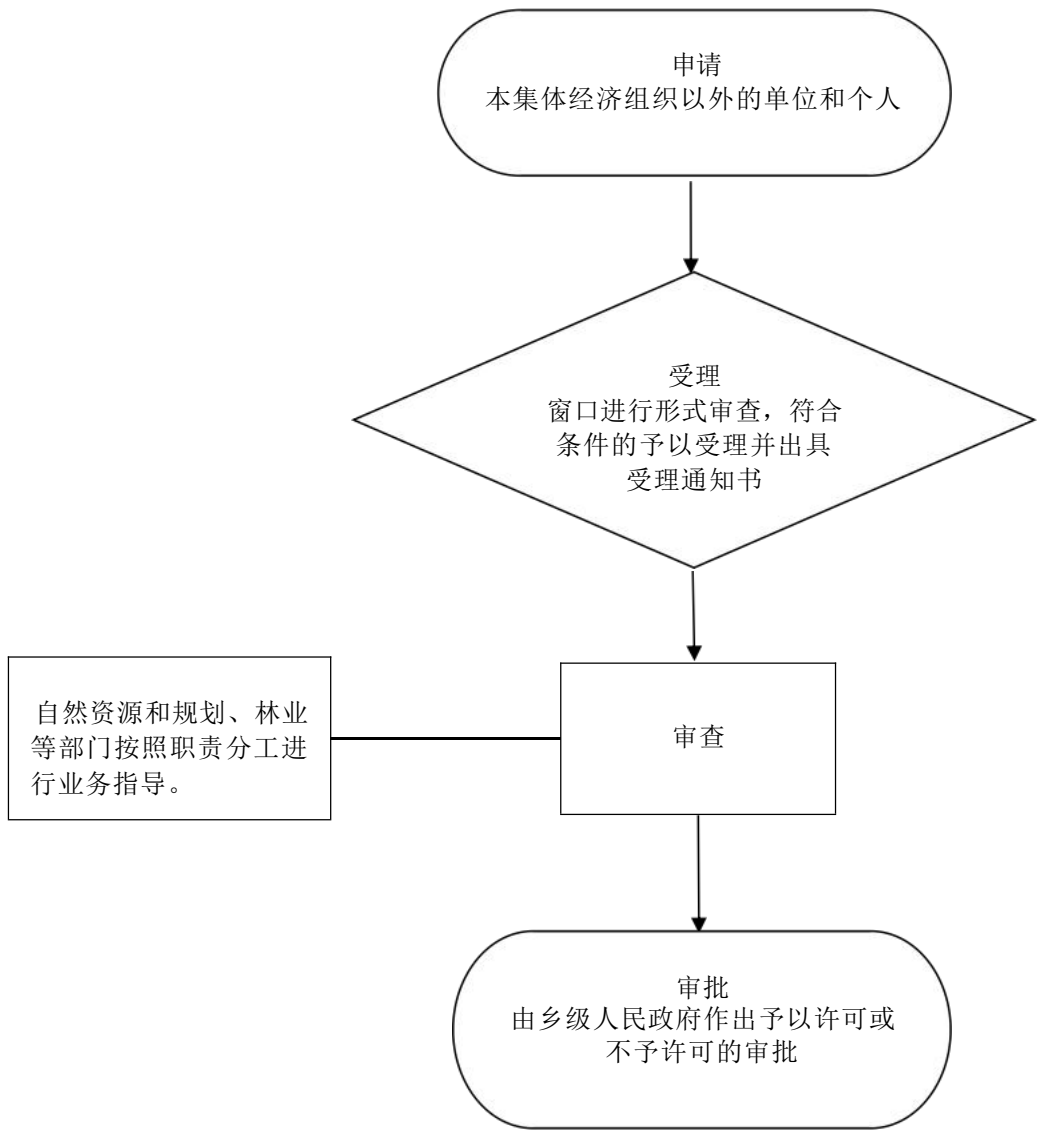 申请
本集体经济组织以外的单位和个人
受理
窗口进行形式审查，符合
条件的予以受理并出具
受理通知书
自然资源和规划、林业
等部门按照职责分工进
行业务指导。
审查
审批
由乡级人民政府作出予以许可或
不予许可的审批